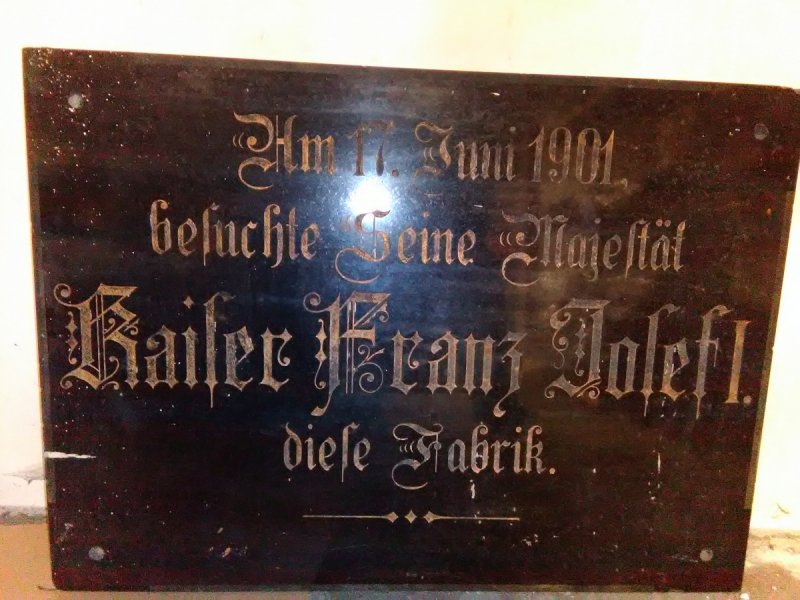 Am 17. Juni 1901,
beſuchte Seine Majeſtät
Kaiſer Franz Joſef I.
dieſe Fabrik.